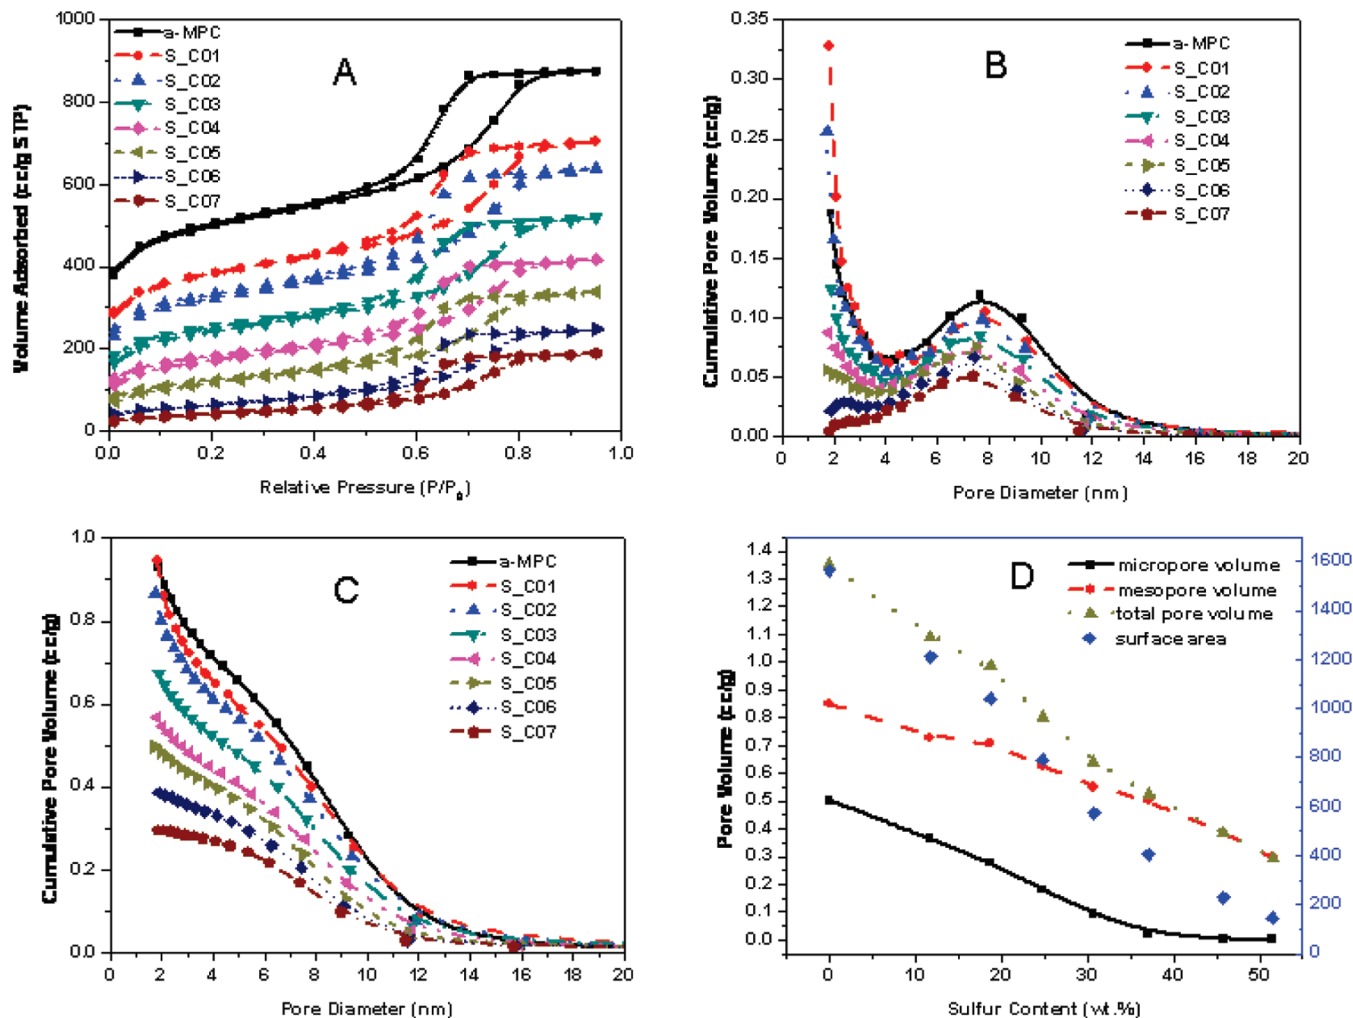 1000
800
600
400
200
0
Volume Adsorbed (cc/g STP)
a-MPC
S_C01
S_C02
S_C03
S_C04
S_C05
S_C06
S_C07
A
0.0 0.2 0.4 0.6 0.8 1.0
Relative Pressure (P/P0)
0.35
0.30
0.25
0.20
0.15
0.10
0.05
0.00
Cumulative Pore Volume (cc/g)
B
a-MPC
S_C01
S_C02
S_C03
S_C04
S_C05
S_C06
S_C07
0 2 4 6 8 10 12 14 16 18 20
Pore Diameter (nm)
1.0
0.8
0.6
0.4
0.2
0.0
Cumulative Pore Volume (cc/g)
C
a-MPC
S_C01
S_C02
S_C03
S_C04
S_C05
S_C06
S_C07
0 2 4 6 8 10 12 14 16 18 20
Pore Diameter (nm)
1.4
1.3
1.2
1.1
1.0
0.9
0.8
0.7
0.6
0.5
0.4
0.3
0.2
0.1
0.0
Pore Volume (cc/g)
D
micropore volume
mesopore volume
total pore volume
surface area
1600
1400
1200
1000
800
600
400
200
0
0 10 20 30 40 50
Sulfur Content (wt.%)